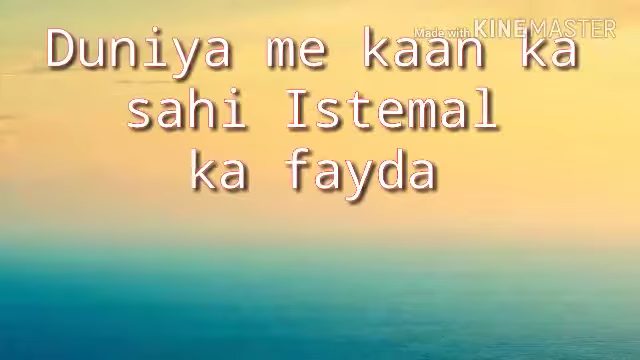 Made with KINEMASTER
Duniya me kaan ka
sahi Istemal
ka fayda